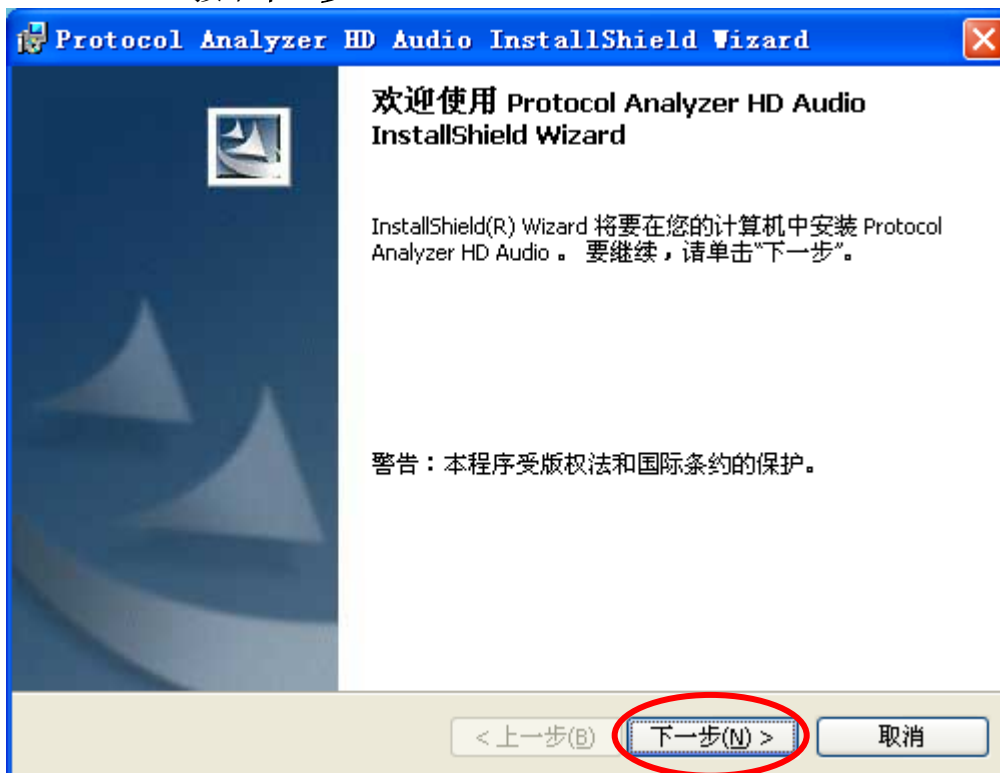 Protocol Analyzer HD Audio InstallShield Wizard
欢迎使用 Protocol Analyzer HD Audio
InstallShield Wizard
InstallShield(R) Wizard 将要在您的计算机中安装 Protocol
Analyzer HD Audio 。 要继续，请单击“下一步”。
警告：本程序受版权法和国际条约的保护。
<上一步(B)
下一步(N) >
取消